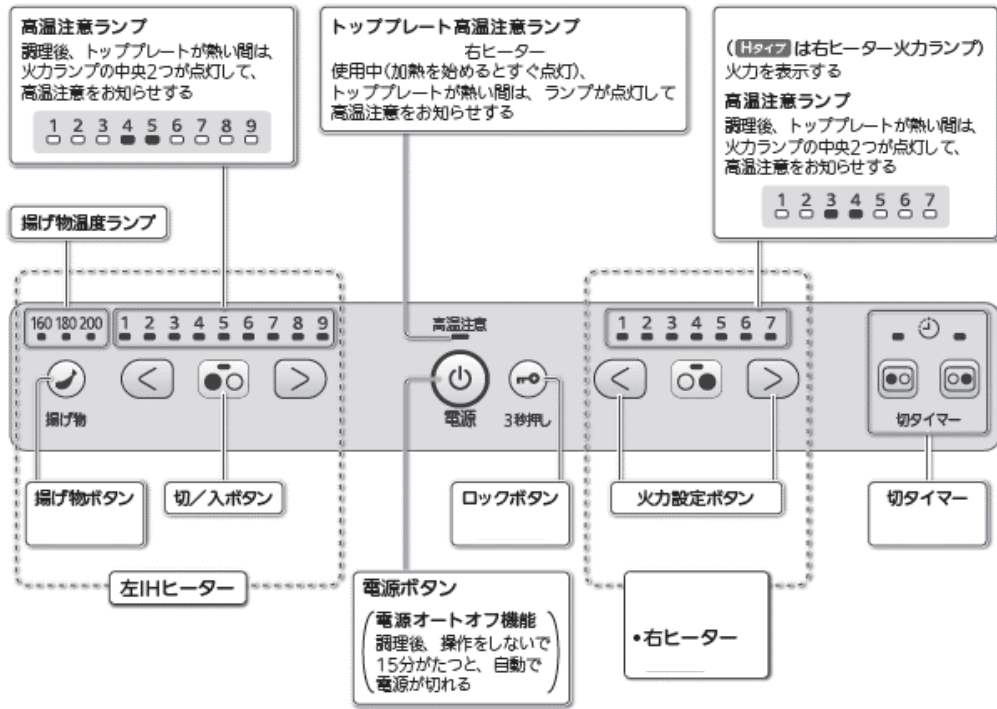 高温注意ランプ
調理後、トッププレートが熱い間は、
火力ランプの中央2つが点灯して、
高温注意をお知らせする
1 2 3 4 5 6 7 8 9
トッププレート高温注意ランプ
右ヒーター
使用中(加熱を始めるとすぐ点灯)、
トッププレートが熱い間は、ランプが点灯して
高温注意をお知らせする
(Hタイプ は右ヒーター火力ランプ)
火力を表示する
高温注意ランプ
調理後、トッププレートが熱い間は、
火力ランプの中央2つが点灯して、
高温注意をお知らせする
1 2 3 4 5 6 7
揚げ物温度ランプ
160 180 200
1 2 3 4 5 6 7 8 9
高温注意
1 2 3 4 5 6 7
揚げ物
電源
3秒押し
切タイマー
揚げ物ボタン
切/入ボタン
ロックボタン
火力設定ボタン
切タイマー
左IHヒーター
電源ボタン
(電源オートオフ機能
調理後、操作をしないで
15分がたつと、自動で
電源が切れる)
•右ヒーター